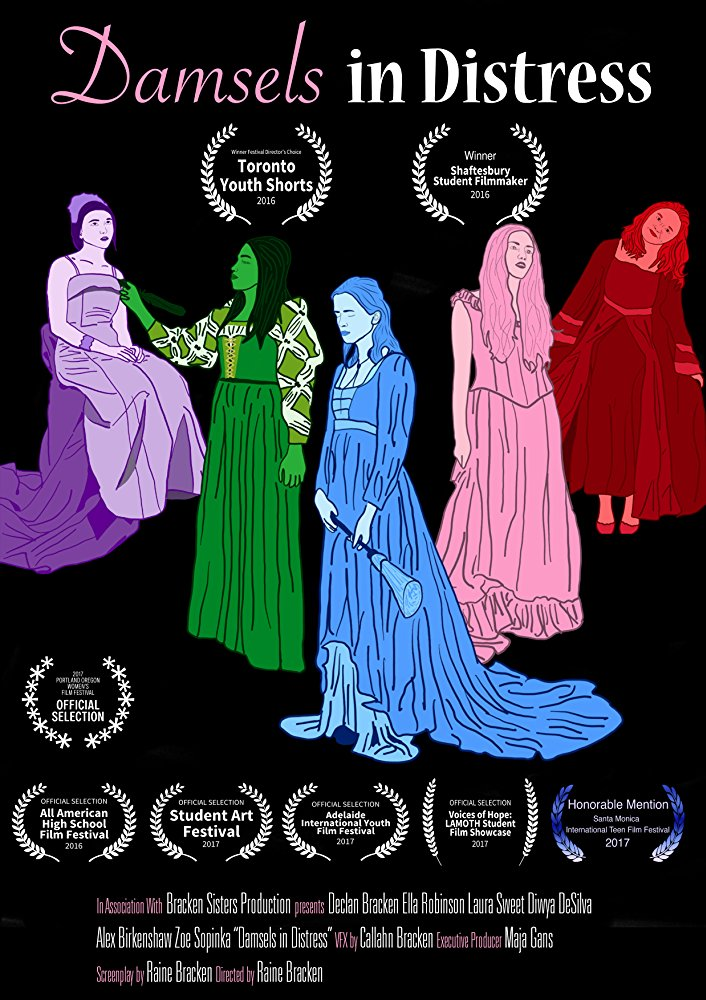 Damsels in Distress
Winner Festival Director's Choice
Toronto
Youth Shorts
2016
Winner
Shaftesbury
Student Filmmaker
2016
2017
PORTLAND OREGON
WOMEN'S
FILM FESTIVAL
OFFICIAL
SELECTION
OFFICIAL SELECTION
All American
High School
Film Festival
2016
OFFICIAL SELECTION
Student Art
Festival
2017
OFFICIAL SELECTION
Adelaide
International Youth
Film Festival
2017
OFFICIAL SELECTION
Voices of Hope:
LAMOTH Student
Film Showcase
2017
Honorable Mention
Santa Monica
International Teen Film Festival
2017
In Association With Bracken Sisters Production presents Declan Bracken Ella Robinson Laura Sweet Diwya DeSilva
Alex Birkenshaw Zoe Sopinka "Damsels in Distress" VFX by Callahn Bracken Executive Producer Maja Gans
Screenplay by Raine Bracken Directed by Raine Bracken